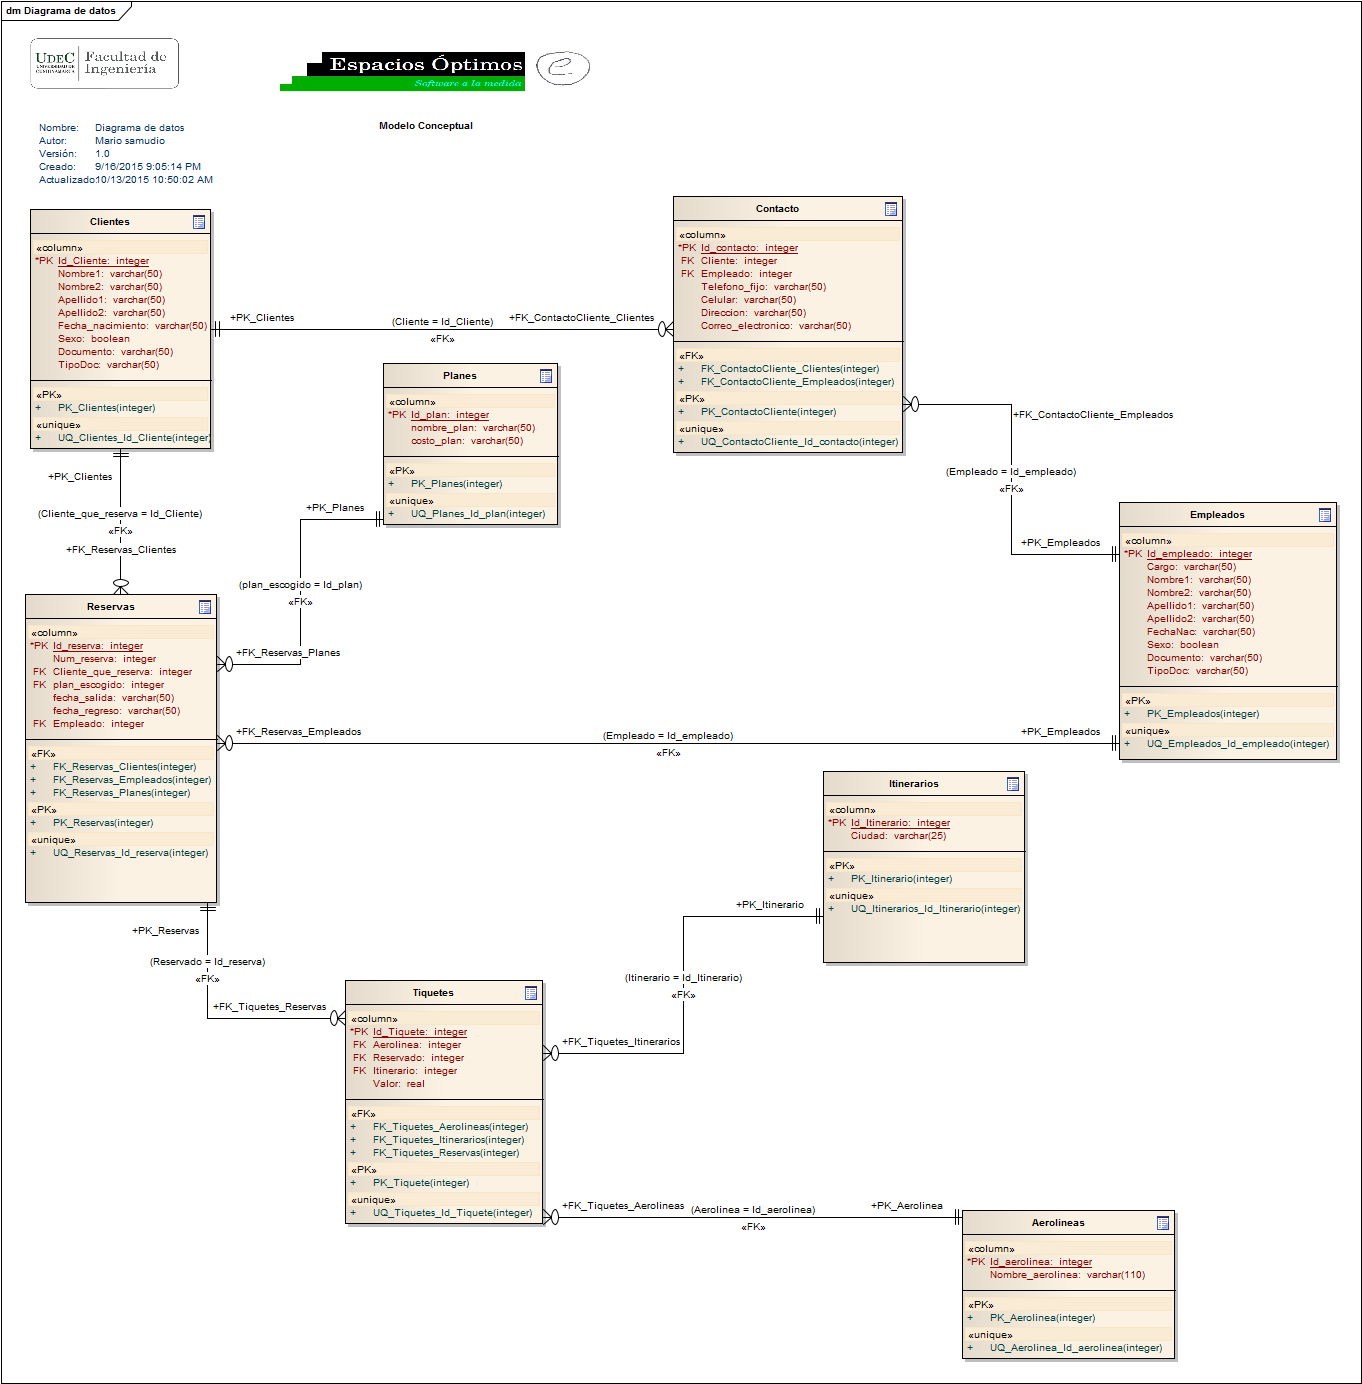 dm Diagrama de datos
UDEC
UNIVERSIDAD DE
CUNDINAMARCA
Facultad de
Ingeniería
Espacios Óptimos
Software a la medida
e
Modelo Conceptual
Nombre: Diagrama de datos
Autor: Mario samudio
Versión: 1.0
Creado: 9/16/2015 9:05:14 PM
Actualizado:10/13/2015 10:50:02 AM
Clientes
«column»
*PK Id_Cliente: integer
Nombre1: varchar(50)
Nombre2: varchar(50)
Apellido1: varchar(50)
Apellido2: varchar(50)
Fecha_nacimiento: varchar(50)
Sexo: boolean
Documento: varchar(50)
TipoDoc: varchar(50)
«PK»
+ PK_Clientes(integer)
«unique»
+ UQ_Clientes_Id_Cliente(integer)
+PK_Clientes
(Cliente = Id_Cliente)
«FK»
+FK_ContactoCliente_Clientes
Contacto
«column»
*PK Id_contacto: integer
FK Cliente: integer
FK Empleado: integer
Telefono_fijo: varchar(50)
Celular: varchar(50)
Direccion: varchar(50)
Correo_electronico: varchar(50)
«FK»
+ FK_ContactoCliente_Clientes(integer)
+ FK_ContactoCliente_Empleados(integer)
«PK»
+ PK_ContactoCliente(integer)
«unique»
+ UQ_ContactoCliente_Id_contacto(integer)
Planes
«column»
*PK Id_plan: integer
nombre_plan: varchar(50)
costo_plan: varchar(50)
«PK»
+ PK_Planes(integer)
«unique»
+ UQ_Planes_Id_plan(integer)
+FK_ContactoCliente_Empleados
(Empleado = Id_empleado)
«FK»
+PK_Empleados
+PK_Clientes
(Cliente_que_reserva = Id_Cliente)
«FK»
+FK_Reservas_Clientes
+PK_Planes
(plan_escogido = Id_plan)
«FK»
+FK_Reservas_Planes
Empleados
«column»
*PK Id_empleado: integer
Cargo: varchar(50)
Nombre1: varchar(50)
Nombre2: varchar(50)
Apellido1: varchar(50)
Apellido2: varchar(50)
FechaNac: varchar(50)
Sexo: boolean
Documento: varchar(50)
TipoDoc: varchar(50)
«PK»
+ PK_Empleados(integer)
«unique»
+ UQ_Empleados_Id_empleado(integer)
Reservas
«column»
*PK Id_reserva: integer
Num_reserva: integer
FK Cliente_que_reserva: integer
FK plan_escogido: integer
fecha_salida: varchar(50)
fecha_regreso: varchar(50)
FK Empleado: integer
«FK»
+ FK_Reservas_Clientes(integer)
+ FK_Reservas_Empleados(integer)
+ FK_Reservas_Planes(integer)
«PK»
+ PK_Reservas(integer)
«unique»
+ UQ_Reservas_Id_reserva(integer)
+FK_Reservas_Empleados
(Empleado = Id_empleado)
«FK»
+PK_Empleados
Itinerarios
«column»
*PK Id_Itinerario: integer
Ciudad: varchar(25)
«PK»
+ PK_Itinerario(integer)
«unique»
+ UQ_Itinerarios_Id_Itinerario(integer)
+PK_Itinerario
(Itinerario = Id_Itinerario)
«FK»
+FK_Tiquetes_Itinerarios
+PK_Reservas
(Reservado = Id_reserva)
«FK»
+FK_Tiquetes_Reservas
Tiquetes
«column»
*PK Id_Tiquete: integer
FK Aerolinea: integer
FK Reservado: integer
FK Itinerario: integer
Valor: real
«FK»
+ FK_Tiquetes_Aerolineas(integer)
+ FK_Tiquetes_Itinerarios(integer)
+ FK_Tiquetes_Reservas(integer)
«PK»
+ PK_Tiquete(integer)
«unique»
+ UQ_Tiquetes_Id_Tiquete(integer)
+FK_Tiquetes_Aerolineas
(Aerolinea = Id_aerolinea)
«FK»
+PK_Aerolinea
Aerolineas
«column»
*PK Id_aerolinea: integer
Nombre_aerolinea: varchar(110)
«PK»
+ PK_Aerolinea(integer)
«unique»
+ UQ_Aerolinea_Id_aerolinea(integer)